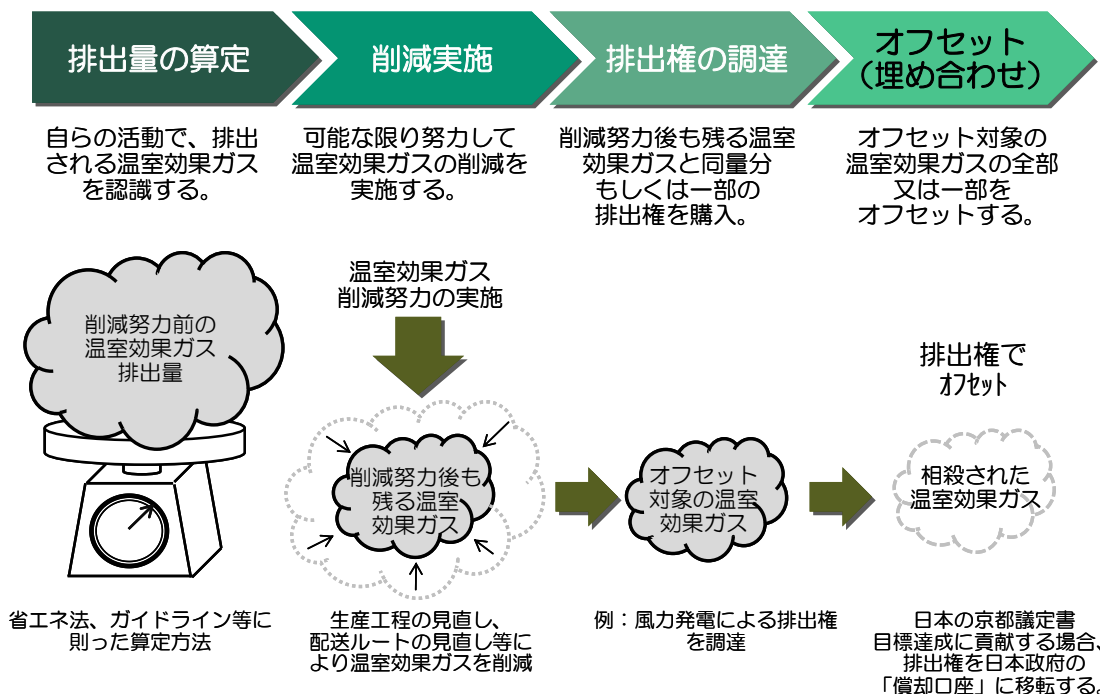 排出量の算定
削減実施
排出権の調達
オフセット
（埋め合わせ）
自らの活動で、排出
される温室効果ガス
を認識する。
可能な限り努力して
温室効果ガスの削減を
実施する。
削減努力後も残る温室
効果ガスと同量分
もしくは一部の
排出権を購入。
オフセット対象の
温室効果ガスの全部
又は一部を
オフセットする。
削減努力前の
温室効果ガス
排出量
温室効果ガス
削減努力の実施
削減努力後も
残る温室
効果ガス
オフセット
対象の温室
効果ガス
排出権で
ｵﾌｾｯﾄ
相殺された
温室効果ガス
省エネ法、ガイドライン等に
則った算定方法
生産工程の見直し、
配送ルートの見直し等に
より温室効果ガスを削減
例：風力発電による排出権
を調達
日本の京都議定書
目標達成に貢献する場合、
排出権を日本政府の
「償却口座」に移転する。